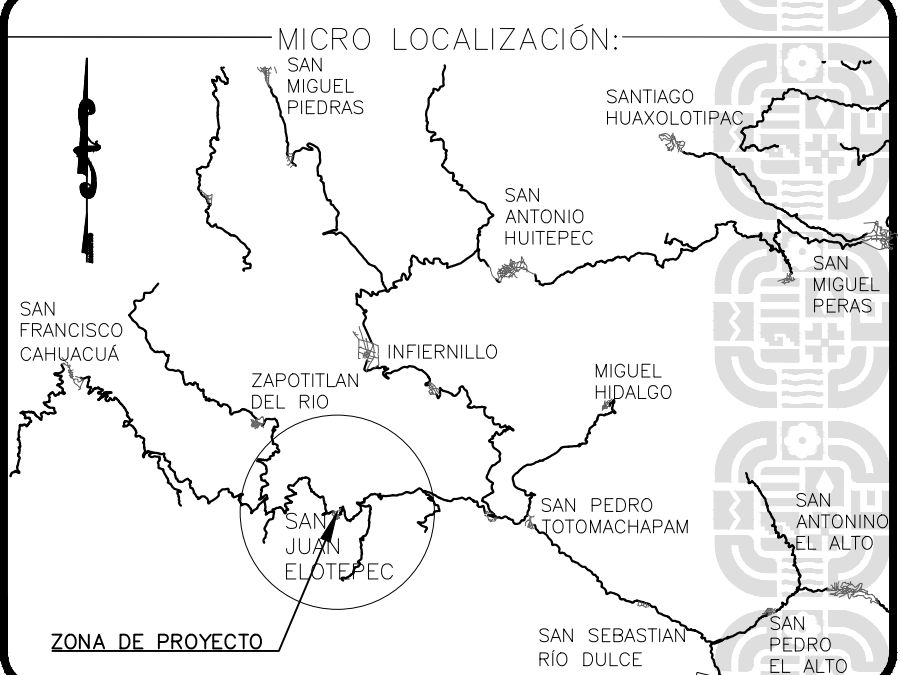 MICRO LOCALIZACIÓN:
SAN
MIGUEL
PIEDRAS
SANTIAGO
HUAXOLOTIPAC
SAN
ANTONIO
HUITEPEC
SAN
MIGUEL
PERAS
SAN
FRANCISCO
CAHUACUÁ
INFIERNILLO
ZAPOTITLAN
DEL RIO
MIGUEL
HIDALGO
SAN
JUAN
ELOTEPEC
SAN PEDRO
TOTOMACHAPAM
SAN
ANTONINO
EL ALTO
ZONA DE PROYECTO
SAN SEBASTIAN
RÍO DULCE
SAN
PEDRO
EL ALTO